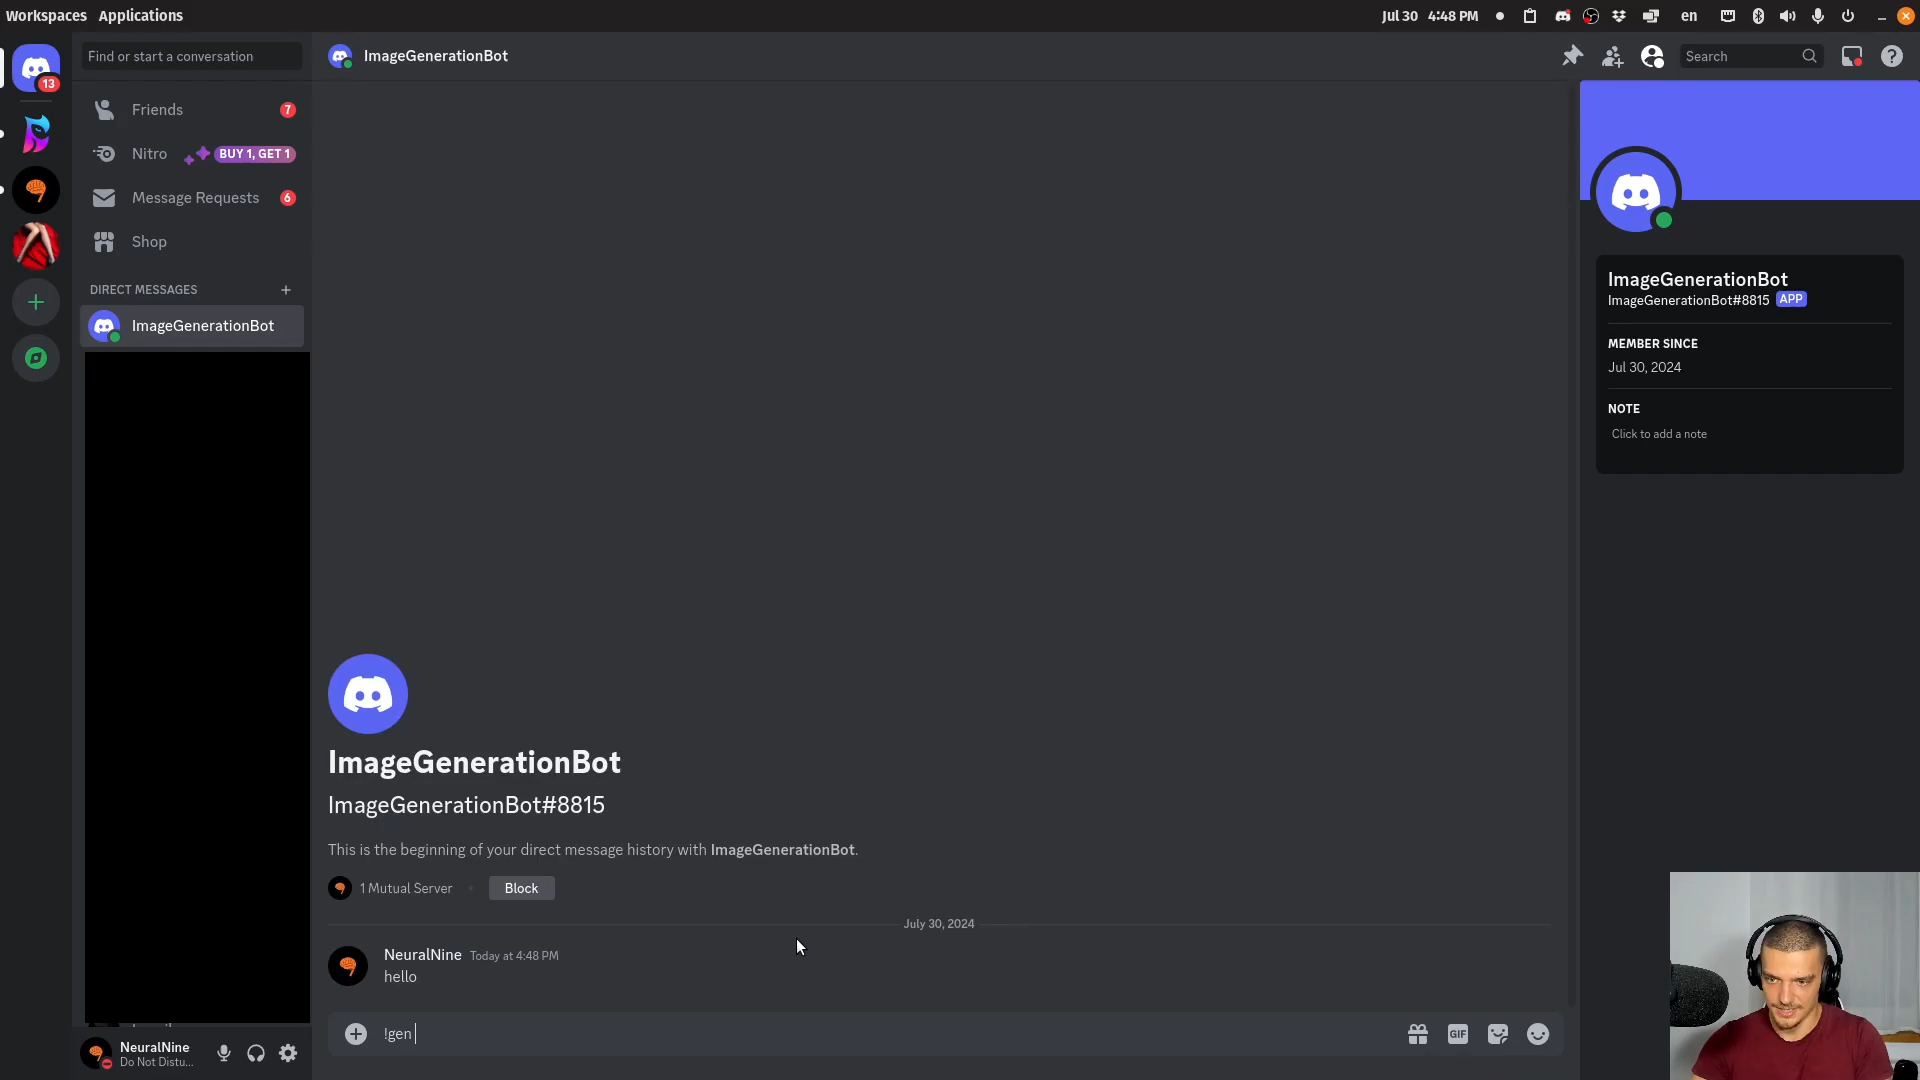 Workspaces Applications
Jul 30 4:48 PM
en
13
Find or start a conversation
Friends
7
Nitro
BUY 1, GET 1
Message Requests
6
Shop
DIRECT MESSAGES
ImageGenerationBot
NeuralNine
Do Not Distu...
ImageGenerationBot
Search
ImageGenerationBot
ImageGenerationBot#8815
This is the beginning of your direct message history with ImageGenerationBot.
1 Mutual Server
Block
July 30, 2024
NeuralNine Today at 4:48 PM
hello
!gen
GIF
ImageGenerationBot
ImageGenerationBot#8815 APP
MEMBER SINCE
Jul 30, 2024
NOTE
Click to add a note